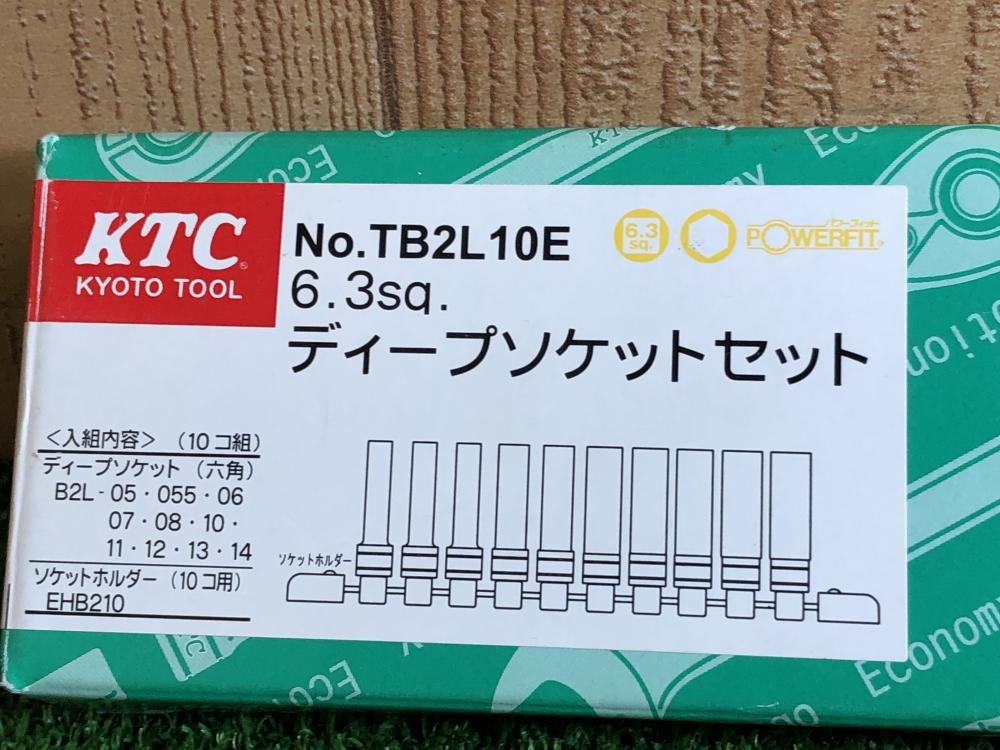 KTC
KYOTO TOOL
No.TB2L10E
6.3
sq.
パワーフィット
POWERFIT
6.3sq.
ディープソケットセット
<入組内容> (10コ組)
ディープソケット (六角)
B2L-05・055・06
07・08・10・
11・12・13・14
ソケットホルダー (10コ用)
EHB210
ソケットホルダー
Economy